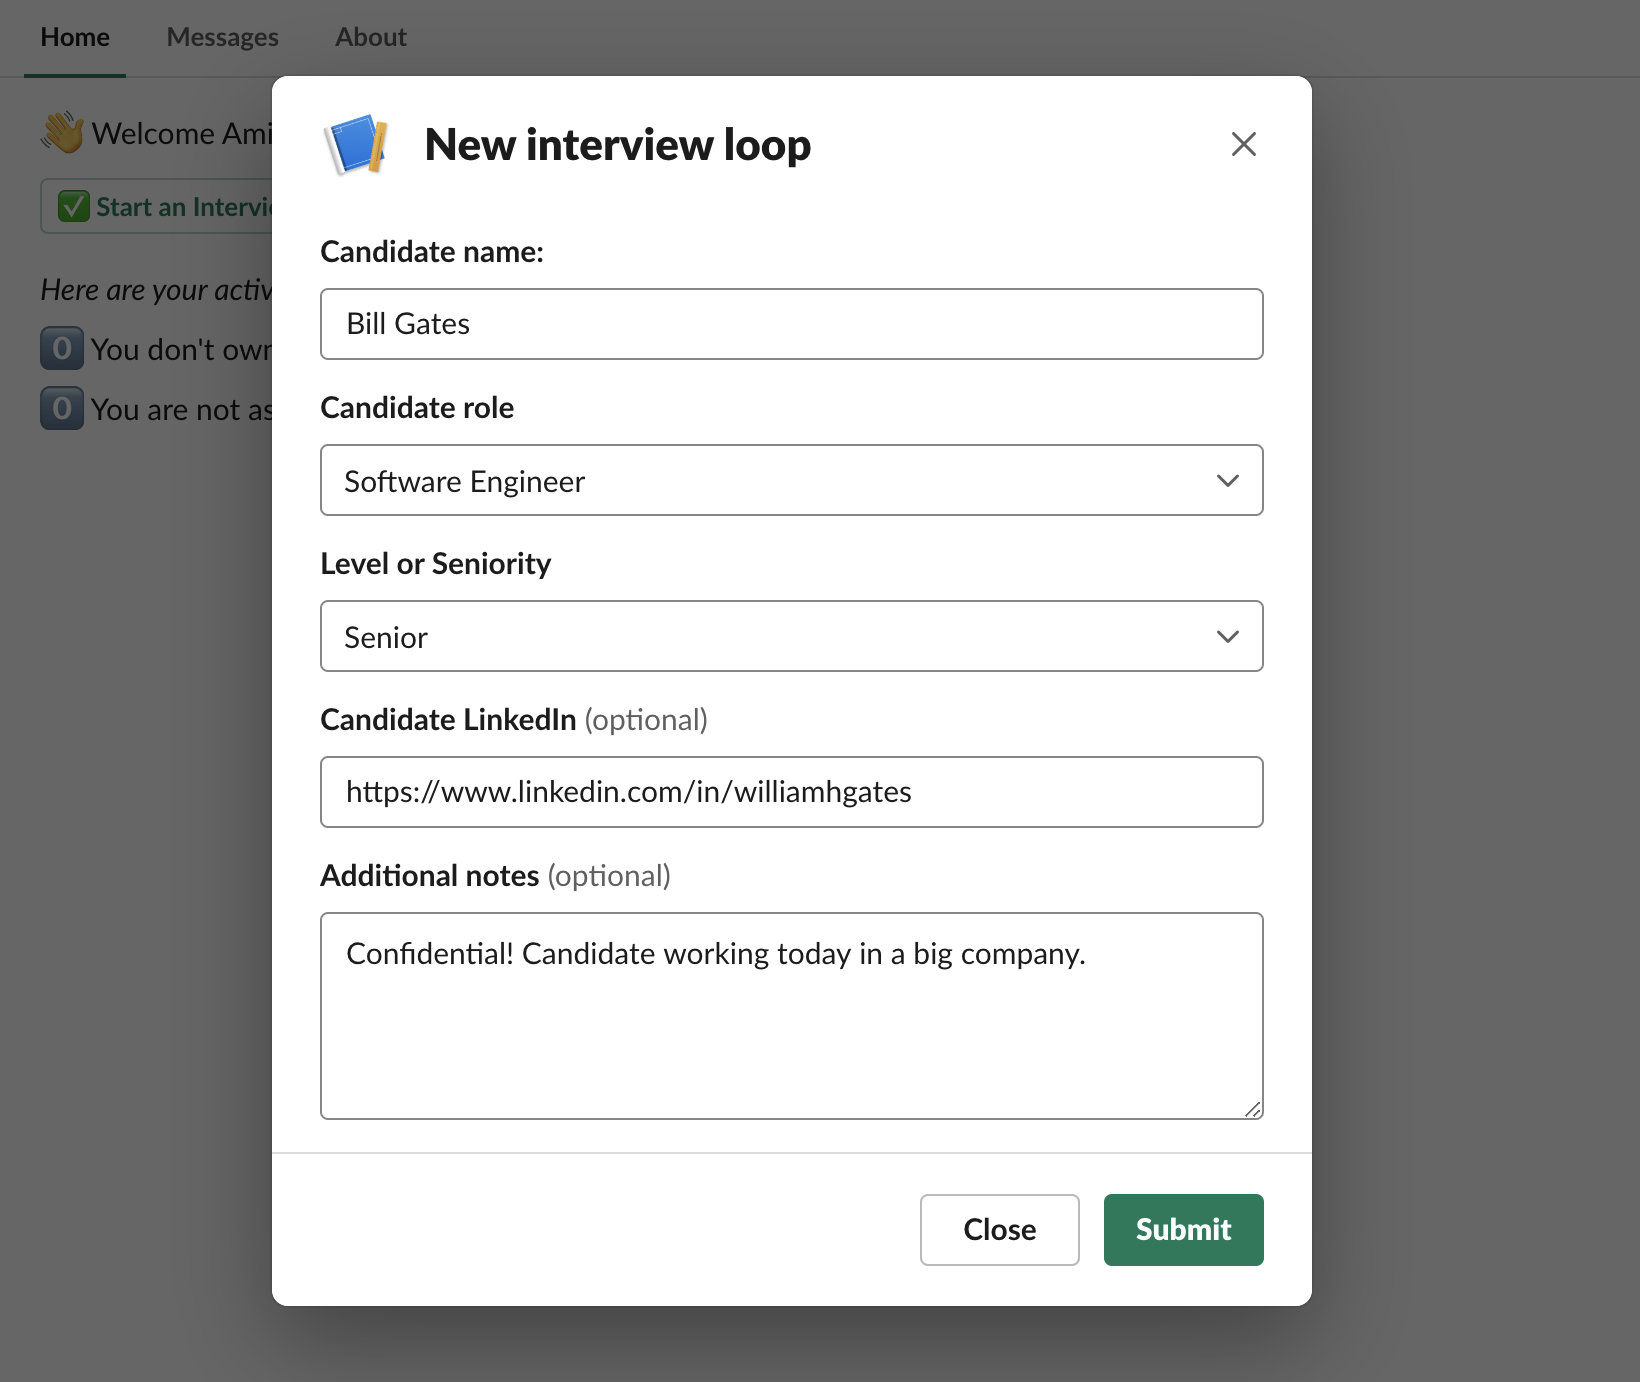 Home Messages About
👋 Welcome Ami
✅ Start an Intervie
Here are your activ
0 You don't own
0 You are not as
New interview loop
Candidate name:
Bill Gates
Candidate role
Software Engineer
Level or Seniority
Senior
Candidate LinkedIn (optional)
https://www.linkedin.com/in/williamhgates
Additional notes (optional)
Confidential! Candidate working today in a big company.
Close Submit